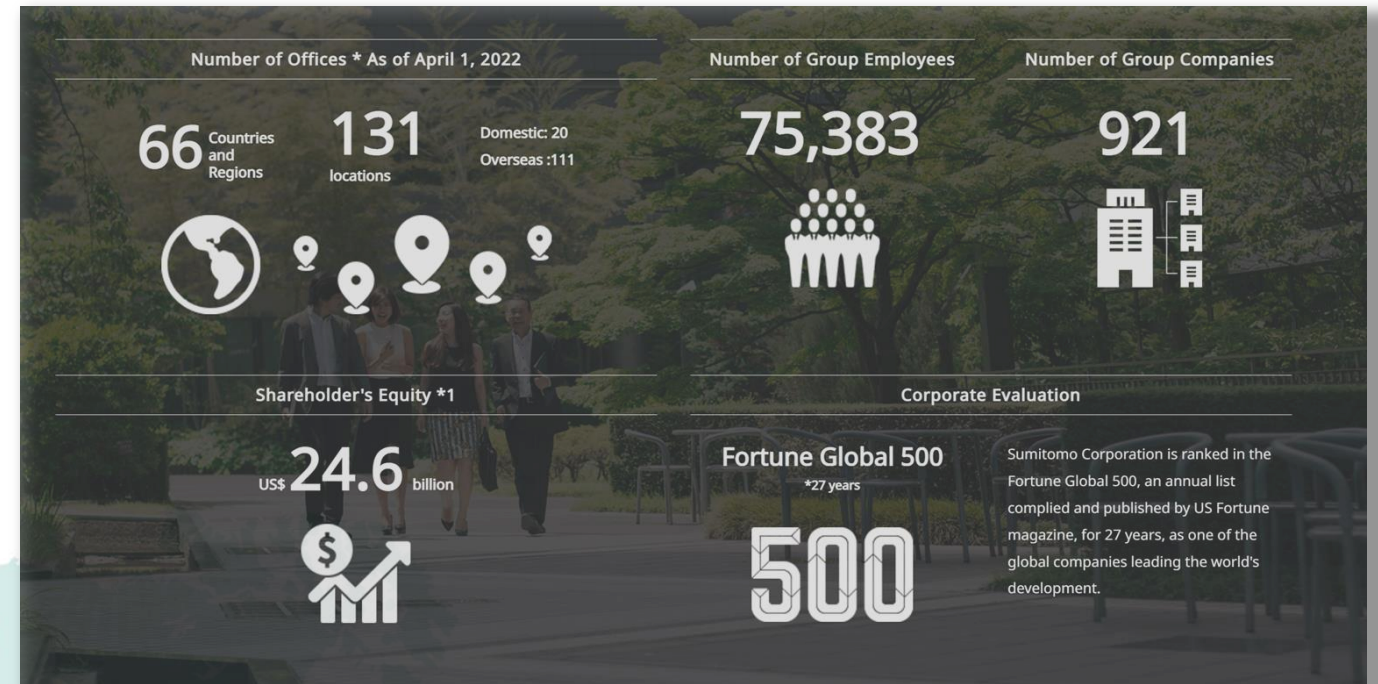 Number of Offices * As of April 1, 2022
66 Countries
and
Regions
131
locations
Domestic: 20
Overseas :111
Number of Group Employees
75,383
Number of Group Companies
921
Shareholder's Equity *1
US$ 24.6 billion
$
Corporate Evaluation
Fortune Global 500
*27 years
500
Sumitomo Corporation is ranked in the
Fortune Global 500, an annual list
complied and published by US Fortune
magazine, for 27 years, as one of the
global companies leading the world's
development.